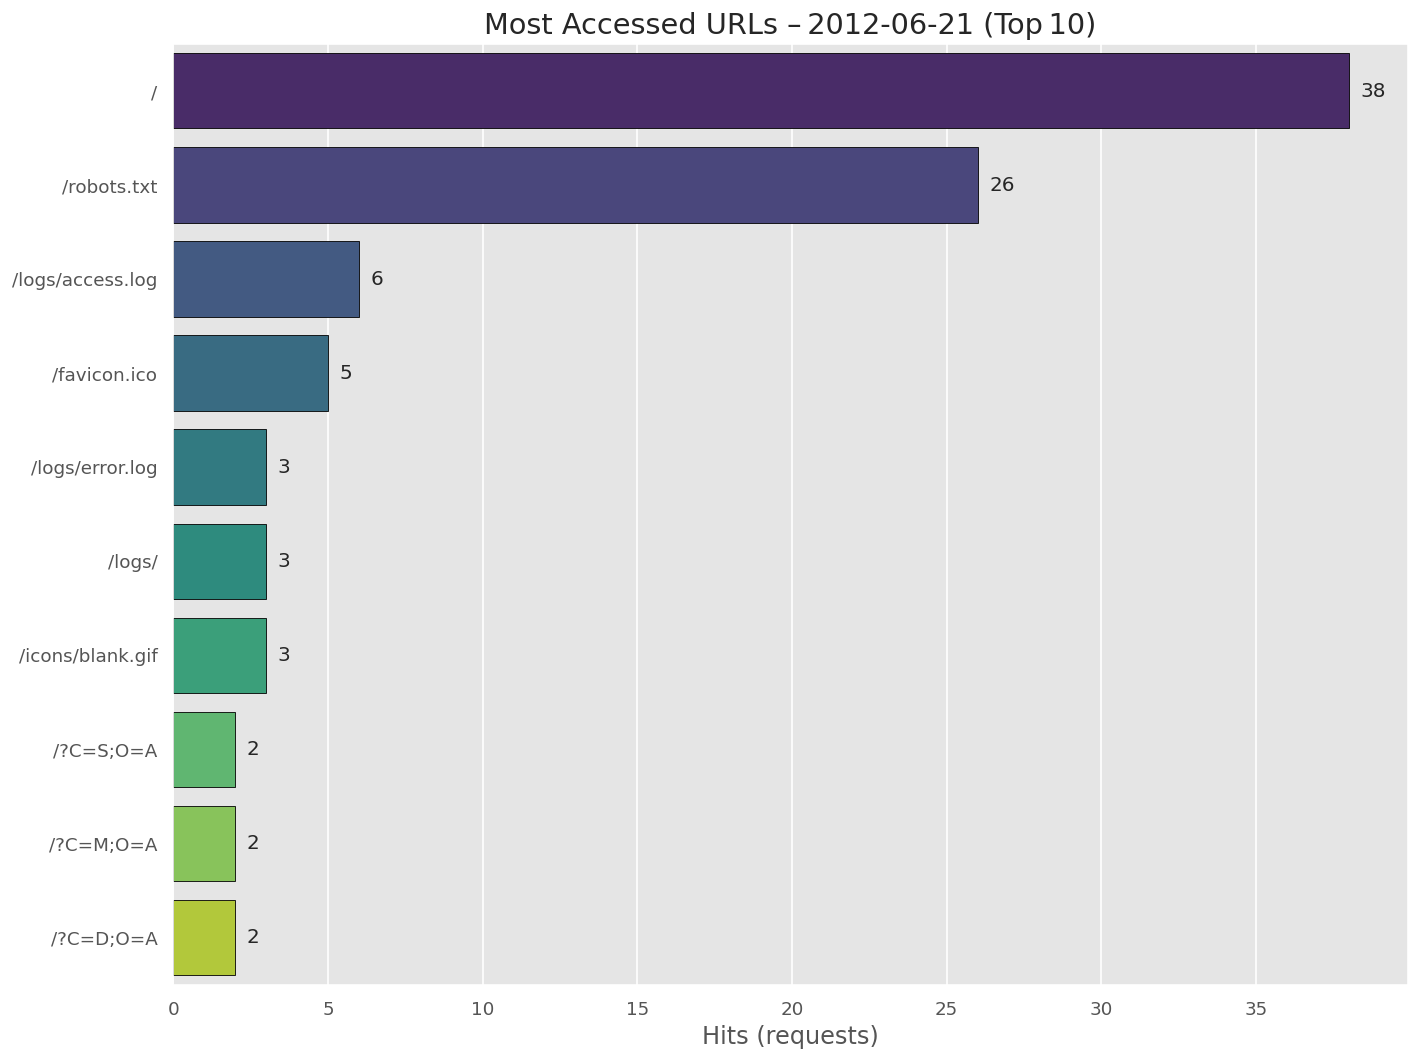 Most Accessed URLs – 2012-06-21 (Top 10)
/ 38
/robots.txt 26
/logs/access.log 6
/favicon.ico 5
/logs/error.log 3
/logs/ 3
/icons/blank.gif 3
/?C=S;O=A 2
/?C=M;O=A 2
/?C=D;O=A 2
0 5 10 15 20 25 30 35
Hits (requests)